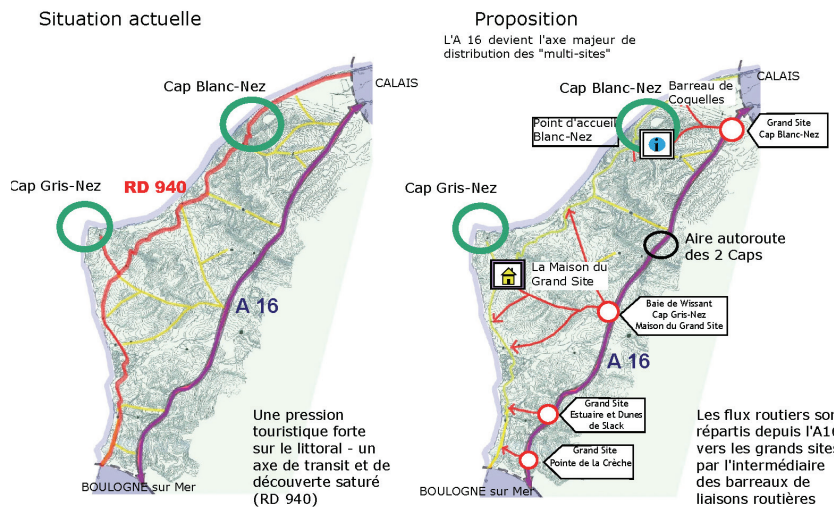 Situation actuelle
Cap Blanc-Nez
CALAIS
Cap Gris-Nez
RD 940
A 16
Une pression
touristique forte
sur le littoral - un
axe de transit et de
découverte saturé
(RD 940)
BOULOGNE sur Mer
Proposition
L'A 16 devient l'axe majeur de
distribution des "multi-sites"
Cap Blanc-Nez
Barreau de
Coquelles
CALAIS
Point d'accueil
Blanc-Nez
i
Grand Site
Cap Blanc-Nez
Cap Gris-Nez
Aire autoroute
des 2 Caps
La Maison du
Grand Site
Baie de Wissant
Cap Gris-Nez
Maison du Grand Site
A 16
Grand Site
Estuaire et Dunes
de Slack
Grand Site
Pointe de la Crèche
BOULOGNE sur Mer
Les flux routiers son
répartis depuis l'A16
vers les grands sites
par l'intermédiaire
des barreaux de
liaisons routières